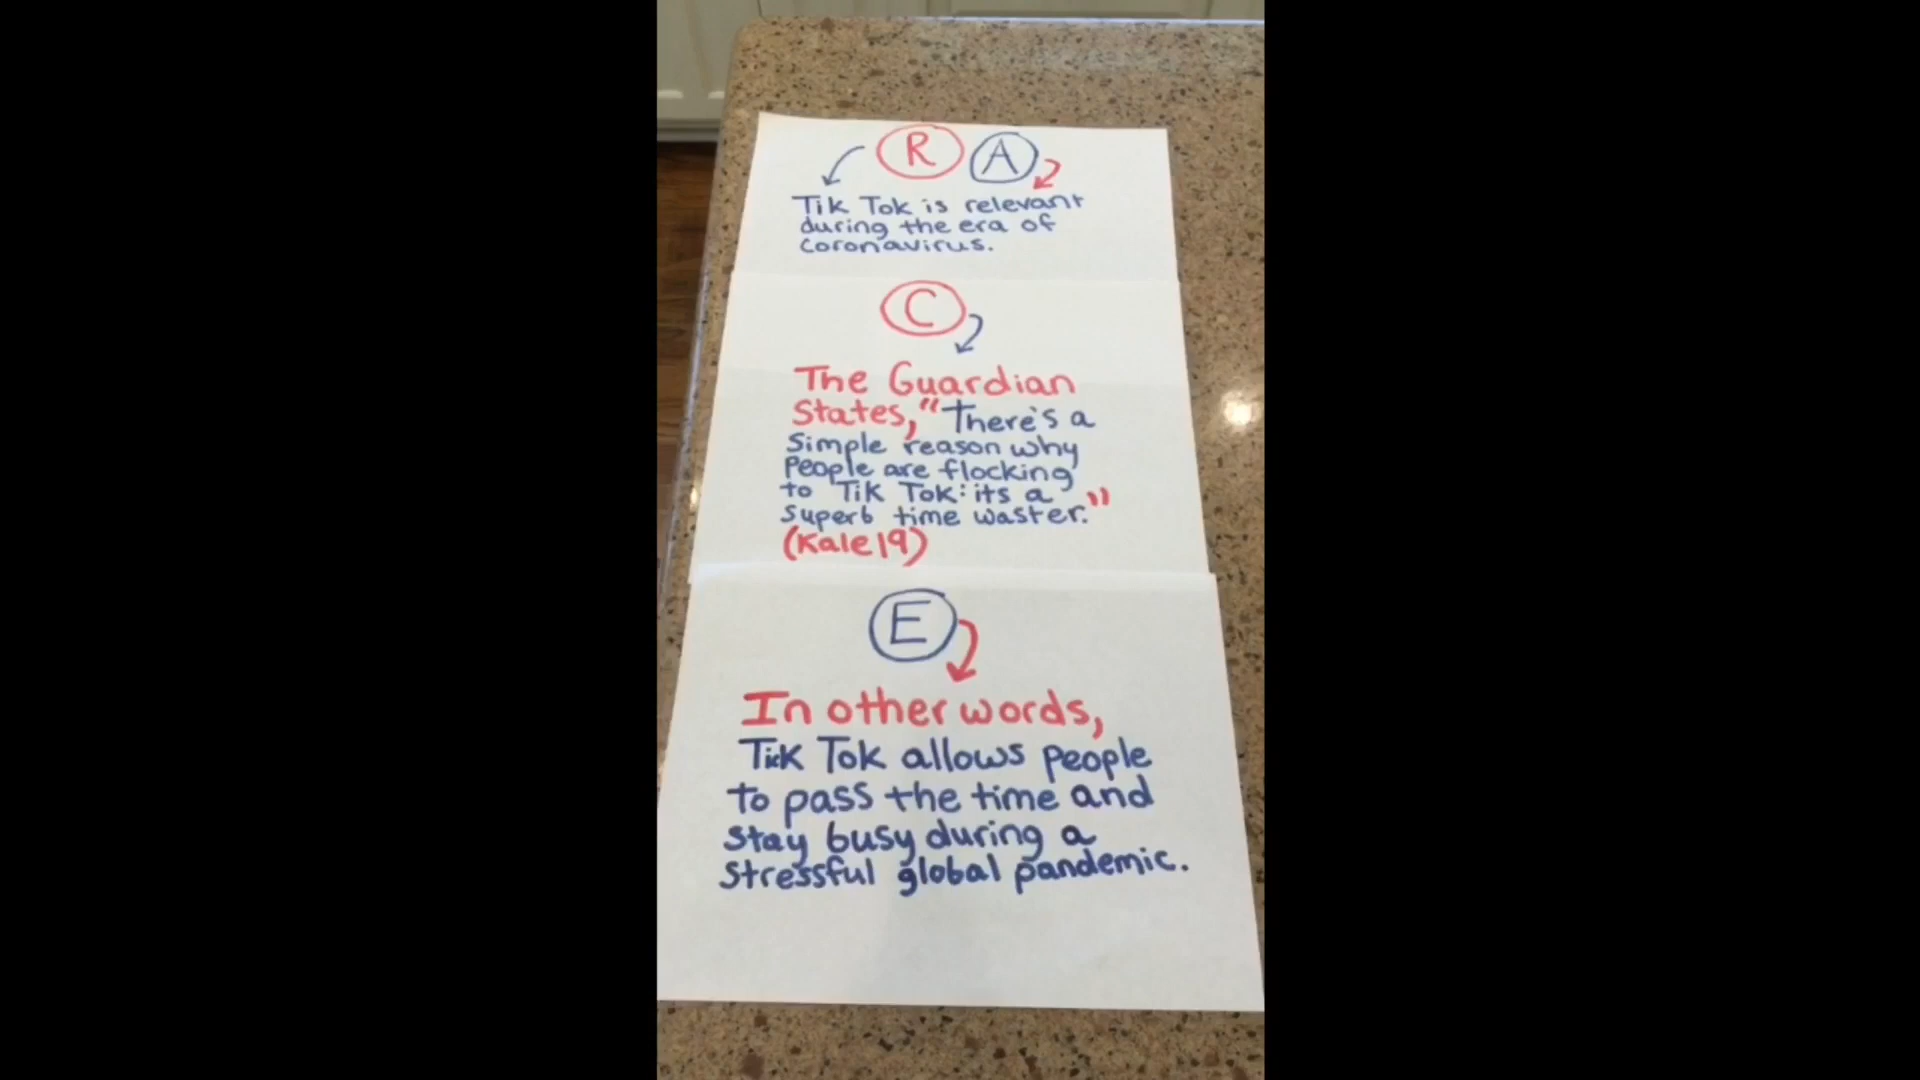 R A
Tik Tok is relevant
during the era of
coronavirus.
C
The Guardian
States, "There's a
simple reason why
people are flocking
to Tik Tok: its a
superb time waster."
(Kale 19)
E
In other words,
Tick Tok allows people
to pass the time and
stay busy during a
stressful global pandemic.